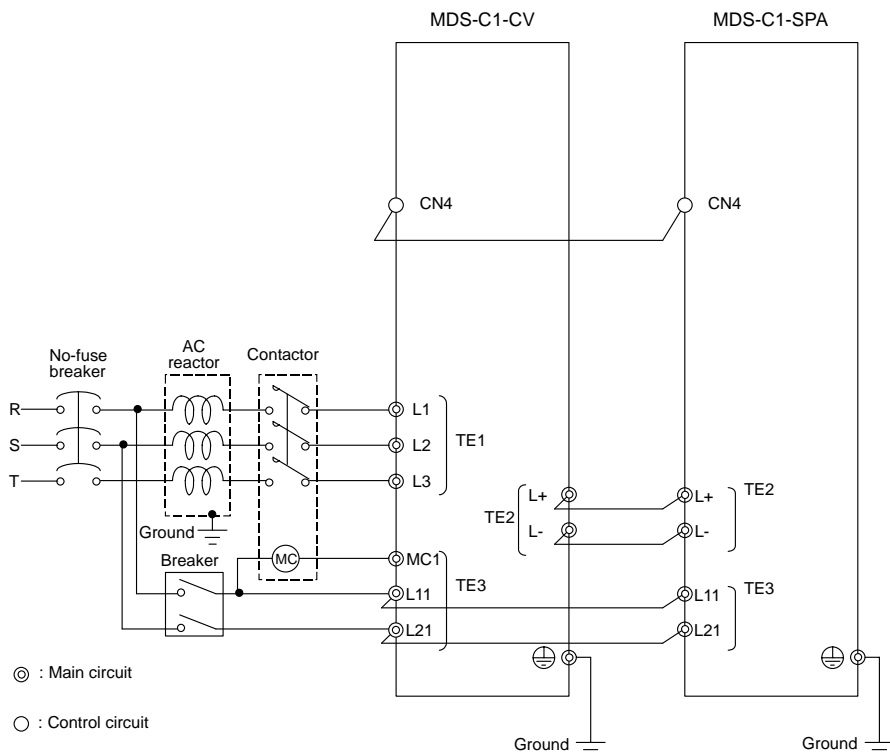 MDS-C1-CV
MDS-C1-SPA
CN4
CN4
No-fuse
breaker
AC
reactor
Contactor
R
S
T
L1
L2
L3
TE1
Ground
Breaker
MC
MC1
L11
L21
TE3
TE2
L+
L-
L+
L-
TE2
L11
L21
TE3
: Main circuit
: Control circuit
Ground
Ground